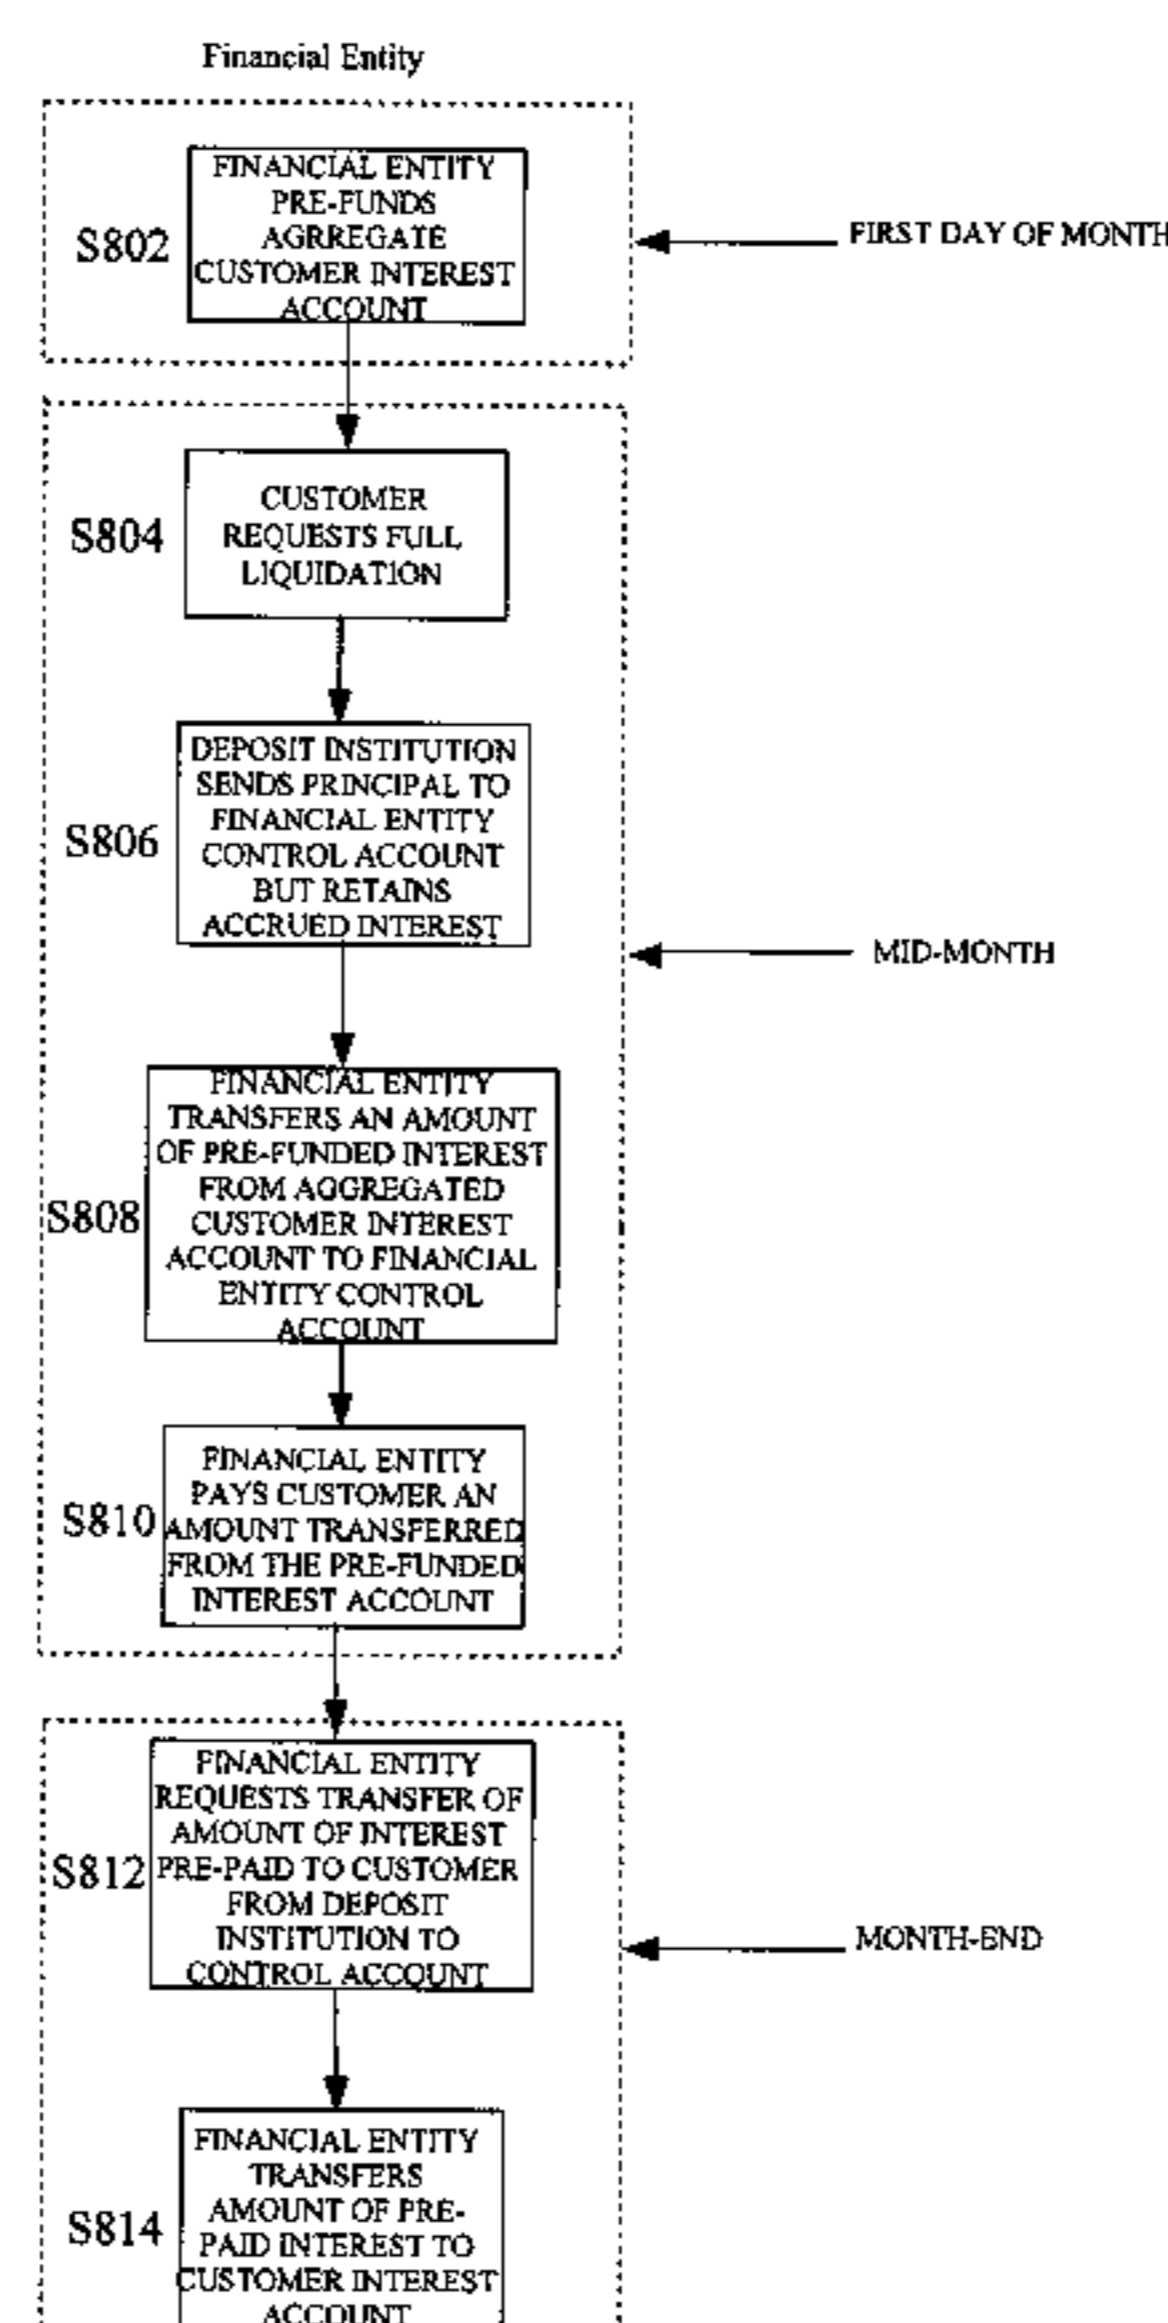 Financial Entity
S802
FINANCIAL ENTITY
PRE-FUNDS
AGRREGATE
CUSTOMER INTEREST
ACCOUNT
FIRST DAY OF MONTH
S804
CUSTOMER
REQUESTS FULL
LIQUIDATION
S806
DEPOSIT INSTITUTION
SENDS PRINCIPAL TO
FINANCIAL ENTITY
CONTROL ACCOUNT
BUT RETAINS
ACCRUED INTEREST
MID-MONTH
S808
FINANCIAL ENTITY
TRANSFERS AN AMOUNT
OF PRE-FUNDED INTEREST
FROM AGGREGATED
CUSTOMER INTEREST
ACCOUNT TO FINANCIAL
ENTITY CONTROL
ACCOUNT
S810
FINANCIAL ENTITY
PAYS CUSTOMER AN
AMOUNT TRANSFERRED
FROM THE PRE-FUNDED
INTEREST ACCOUNT
S812
FINANCIAL ENTITY
REQUESTS TRANSFER OF
AMOUNT OF INTEREST
PRE-PAID TO CUSTOMER
FROM DEPOSIT
INSTITUTION TO
CONTROL ACCOUNT
MONTH-END
S814
FINANCIAL ENTITY
TRANSFERS
AMOUNT OF PRE-
PAID INTEREST TO
CUSTOMER INTEREST
ACCOUNT